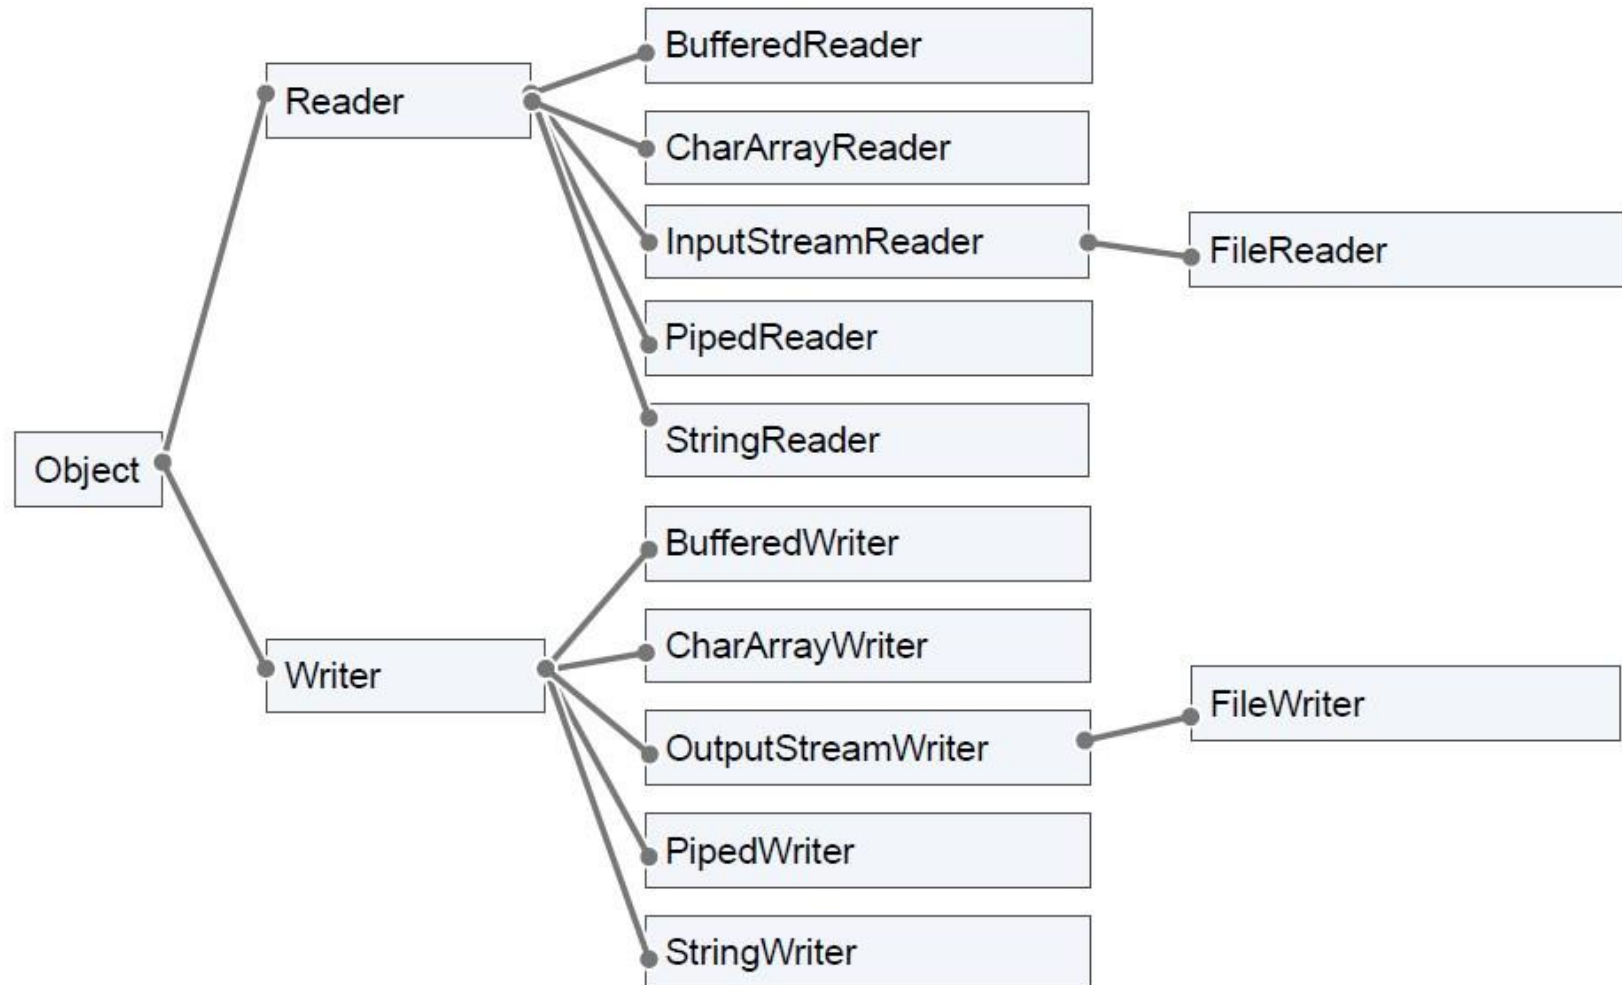 Object
Reader
BufferedReader
CharArrayReader
InputStreamReader
FileReader
PipedReader
StringReader
Writer
BufferedWriter
CharArrayWriter
OutputStreamWriter
FileWriter
PipedWriter
StringWriter